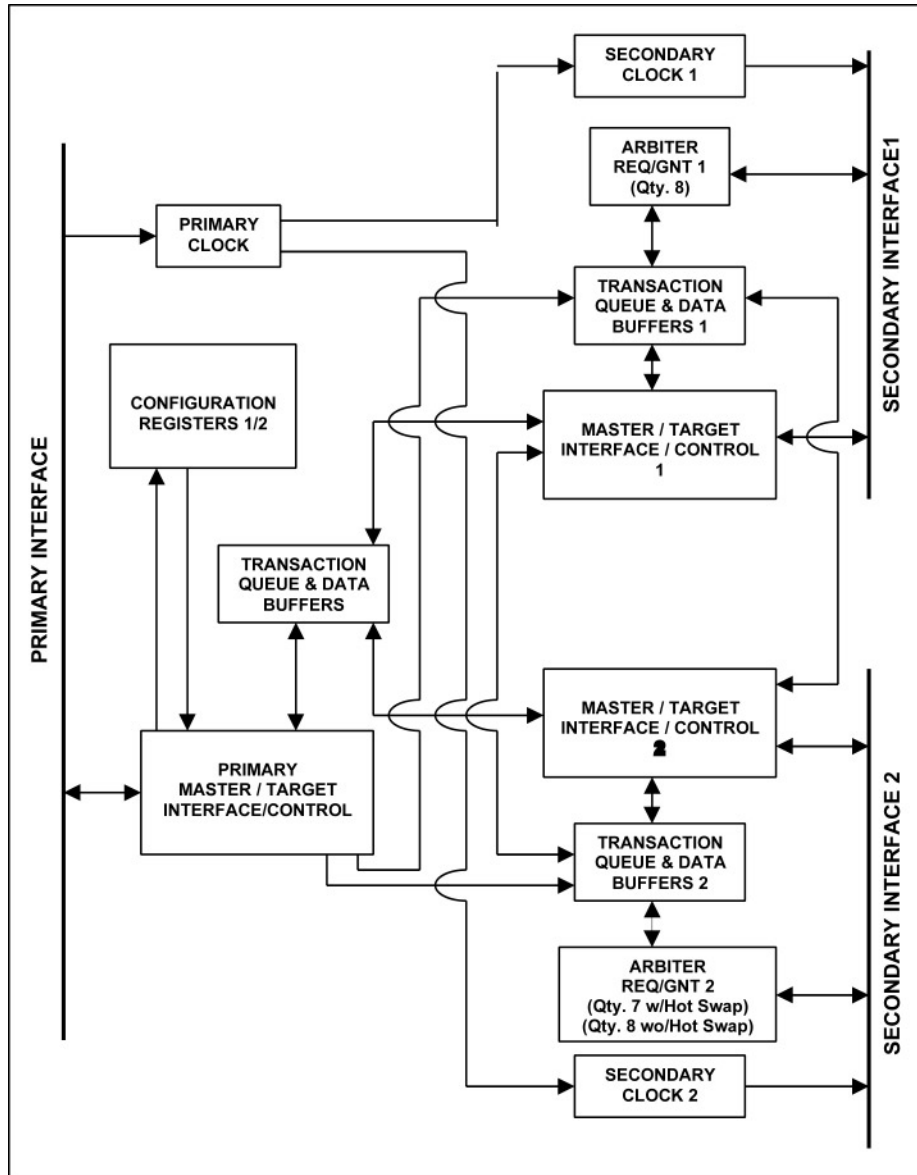 SECONDARY
CLOCK 1
ARBITER
REQ/GNT 1
(Qty. 8)
SECONDARY INTERFACE1
PRIMARY
CLOCK
TRANSACTION
QUEUE & DATA
BUFFERS 1
CONFIGURATION
REGISTERS 1/2
MASTER / TARGET
INTERFACE / CONTROL
1
PRIMARY INTERFACE
TRANSACTION
QUEUE & DATA
BUFFERS
MASTER / TARGET
INTERFACE / CONTROL
2
PRIMARY
MASTER / TARGET
INTERFACE/CONTROL
TRANSACTION
QUEUE & DATA
BUFFERS 2
SECONDARY INTERFACE 2
ARBITER
REQ/GNT 2
(Qty. 7 w/Hot Swap)
(Qty. 8 wo/Hot Swap)
SECONDARY
CLOCK 2